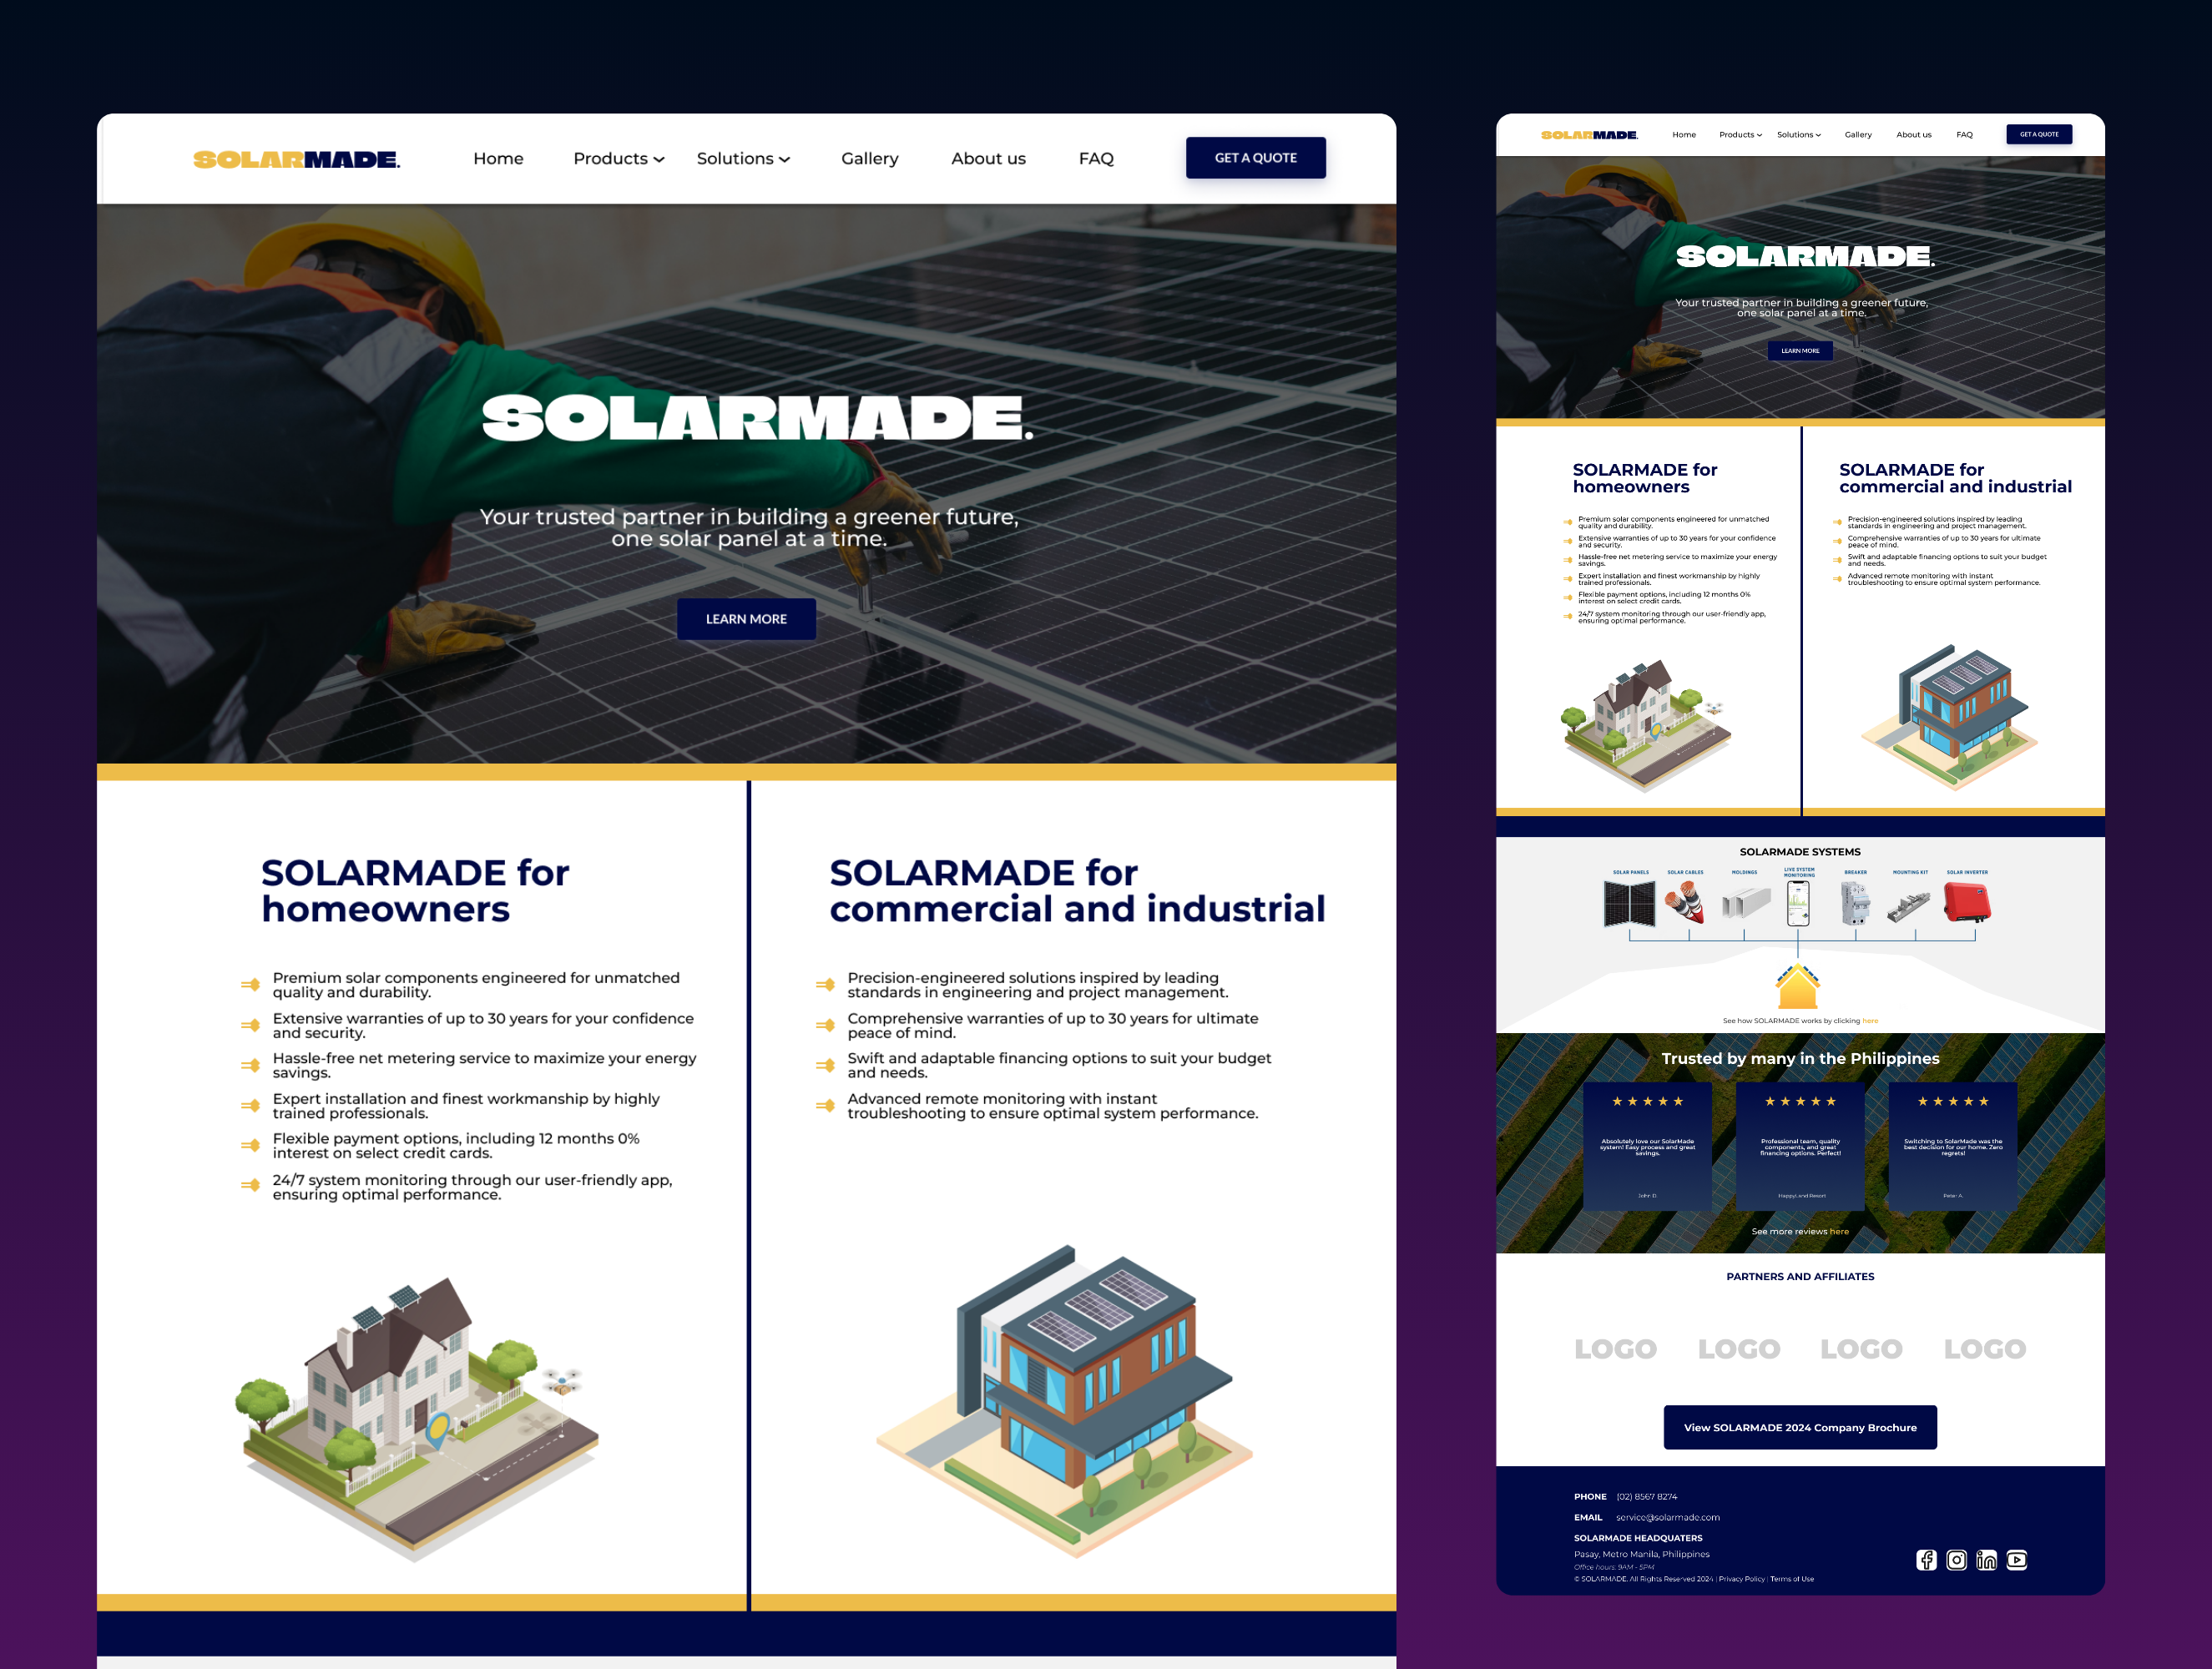 SOLARMADE.
Home
Products
Solutions
Gallery
About us
FAQ
GET A QUOTE
SOLARMADE.
Your trusted partner in building a greener future,
one solar panel at a time.
LEARN MORE
SOLARMADE for
homeowners
Premium solar components engineered for unmatched
quality and durability.
Extensive warranties of up to 30 years for your confidence
and security.
Hassle-free net metering service to maximize your energy
savings.
Expert installation and finest workmanship by highly
trained professionals.
Flexible payment options, including 12 months 0%
interest on select credit cards.
24/7 system monitoring through our user-friendly app,
ensuring optimal performance.
SOLARMADE for
commercial and industrial
Precision-engineered solutions inspired by leading
standards in engineering and project management.
Comprehensive warranties of up to 30 years for ultimate
peace of mind.
Swift and adaptable financing options to suit your budget
and needs.
Advanced remote monitoring with instant
troubleshooting to ensure optimal system performance.
SOLARMADE.
Home
Products
Solutions
Gallery
About us
FAQ
GET A QUOTE
SOLARMADE.
Your trusted partner in building a greener future,
one solar panel at a time.
LEARN MORE
SOLARMADE for
homeowners
Premium solar components engineered for unmatched
quality and durability.
Extensive warranties of up to 30 years for your confidence
and security.
Hassle-free net metering service to maximize your energy
savings.
Expert installation and finest workmanship by highly
trained professionals.
Flexible payment options, including 12 months 0%
interest on select credit cards.
24/7 system monitoring through our user-friendly app,
ensuring optimal performance.
SOLARMADE for
commercial and industrial
Precision-engineered solutions inspired by leading
standards in engineering and project management.
Comprehensive warranties of up to 30 years for ultimate
peace of mind.
Swift and adaptable financing options to suit your budget
and needs.
Advanced remote monitoring with instant
troubleshooting to ensure optimal system performance.
SOLARMADE SYSTEMS
SOLAR PANELS
SOLAR CABLES
MOLDINGS
LIVE SYSTEM
MONITORING
BREAKER
MOUNTING KIT
SOLAR INVERTER
See how SOLARMADE works by clicking here
Trusted by many in the Philippines
Absolutely love our SolarMade
system! Easy process and great
savings.
John D.
Professional team, quality
components, and great
financing options. Perfect!
HappyLand Resort
Switching to SolarMade was the
best decision for our home. Zero
regrets!
Peter A.
See more reviews here
PARTNERS AND AFFILIATES
LOGO
LOGO
LOGO
LOGO
View SOLARMADE 2024 Company Brochure
PHONE (02) 8567 8274
EMAIL service@solarmade.com
SOLARMADE HEADQUATERS
Pasay, Metro Manila, Philippines
Office hours: 9AM - 5PM
© SOLARMADE. All Rights Reserved 2024 | Privacy Policy | Terms of Use